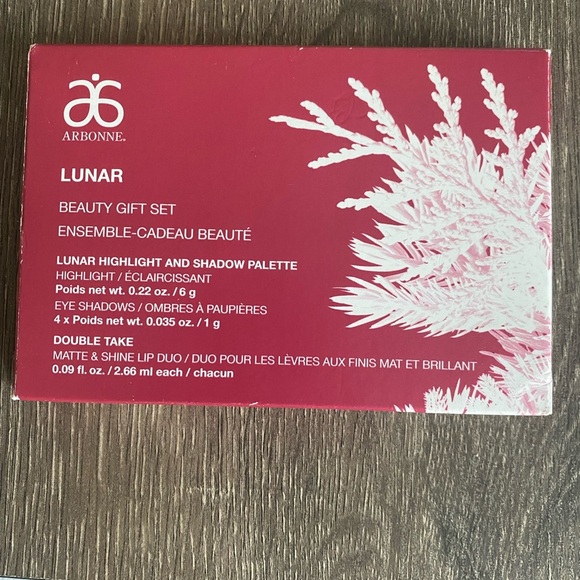 ARBONNE®
LUNAR
BEAUTY GIFT SET
ENSEMBLE-CADEAU BEAUTÉ
LUNAR HIGHLIGHT AND SHADOW PALETTE
HIGHLIGHT / ÉCLAIRCISSANT
Poids net wt. 0.22 oz. / 6 g
EYE SHADOWS / OMBRES À PAUPIÈRES
4 x Poids net wt. 0.035 oz. / 1 g
DOUBLE TAKE
MATTE & SHINE LIP DUO / DUO POUR LES LÈVRES AUX FINIS MAT ET BRILLANT
0.09 fl. oz. / 2.66 ml each / chacun